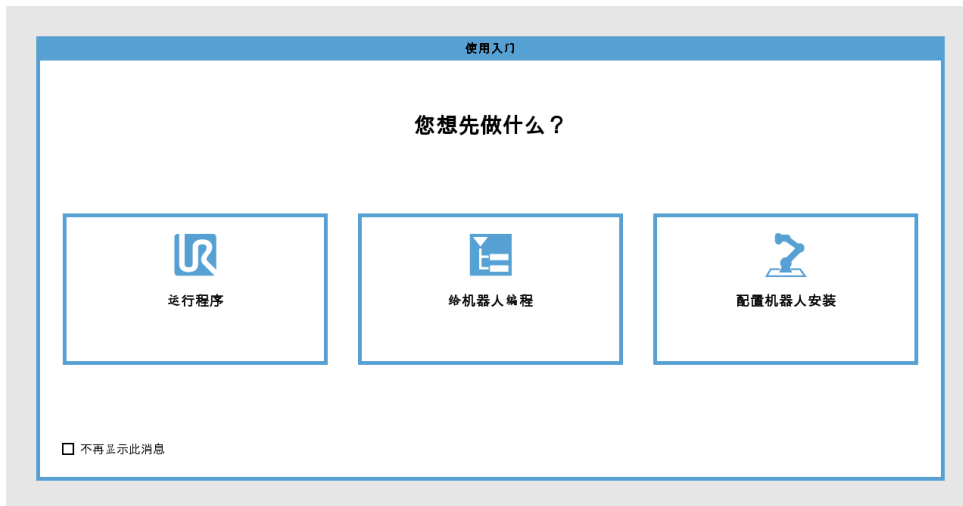 使用入门
您想先做什么？
UR
运行程序
给机器人编程
配置机器人安装
不再显示此消息